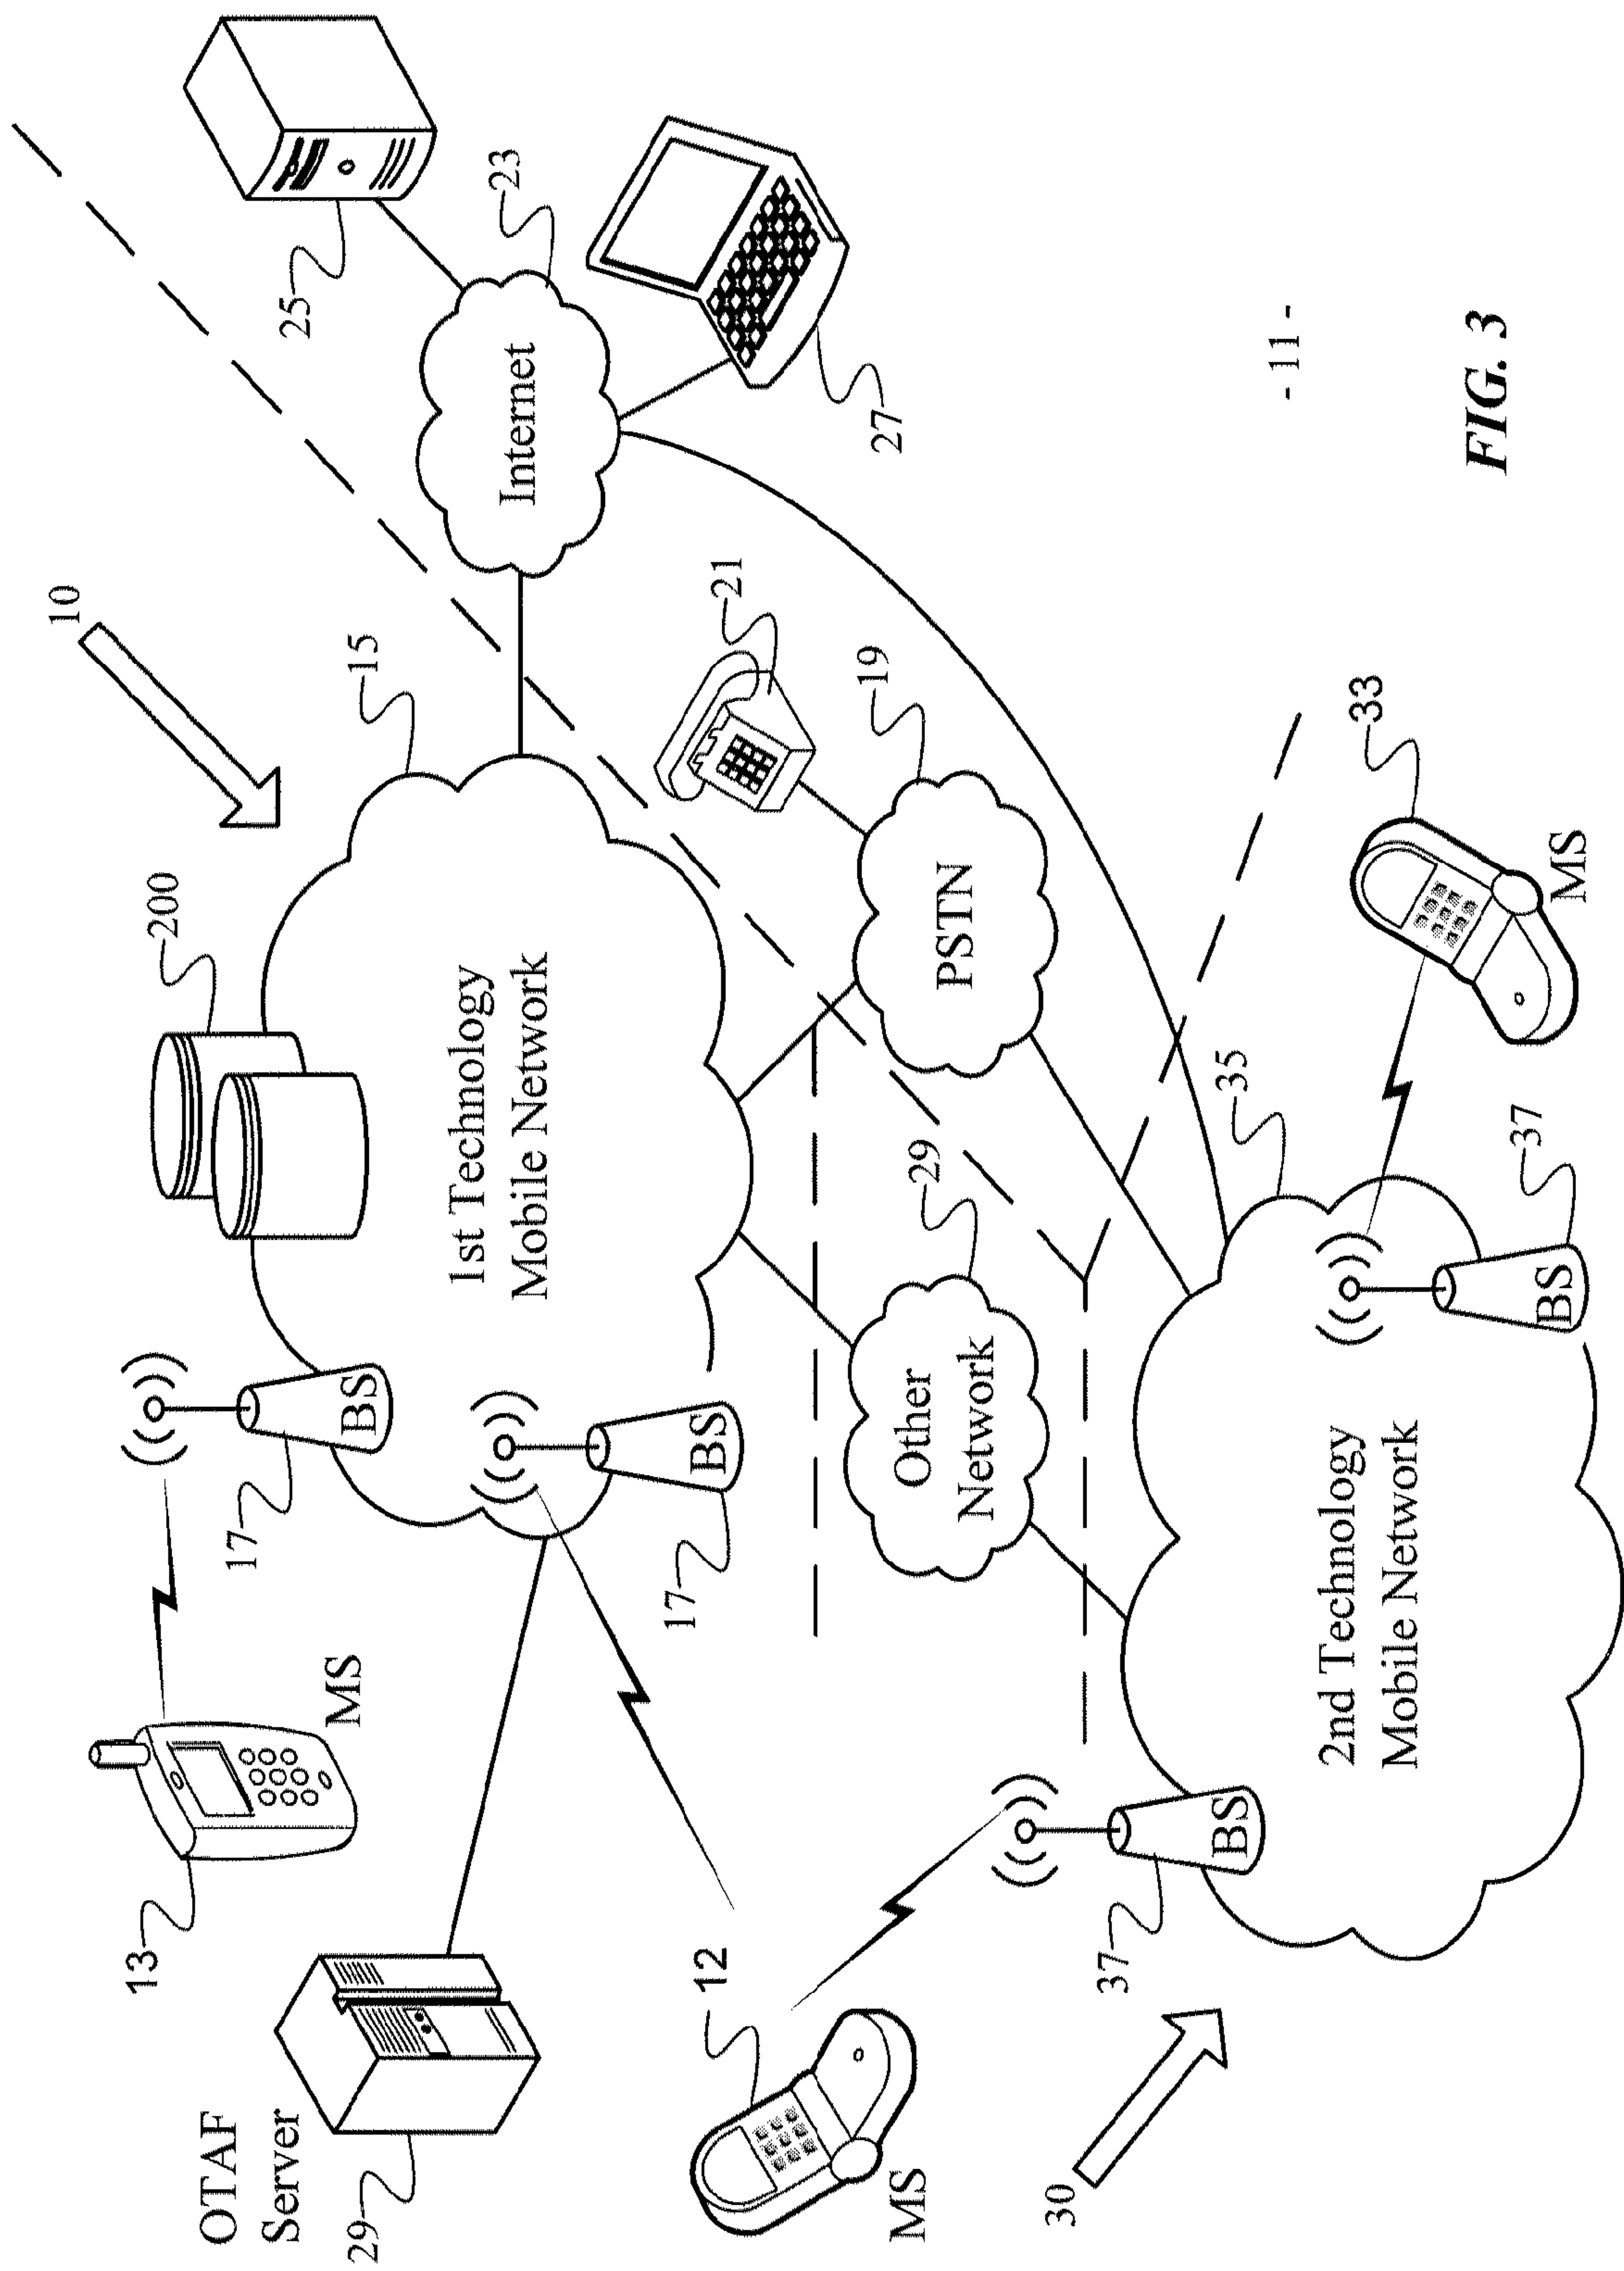 OTAF
Server
29
13
MS
17
BS
200
10
25
1st Technology
Mobile Network
15
Internet
23
17
BS
12
MS
21
27
Other
Network
29
PSTN
19
30
37
BS
2nd Technology
Mobile Network
35
BS
37
33
MS
- 11 -
FIG. 3